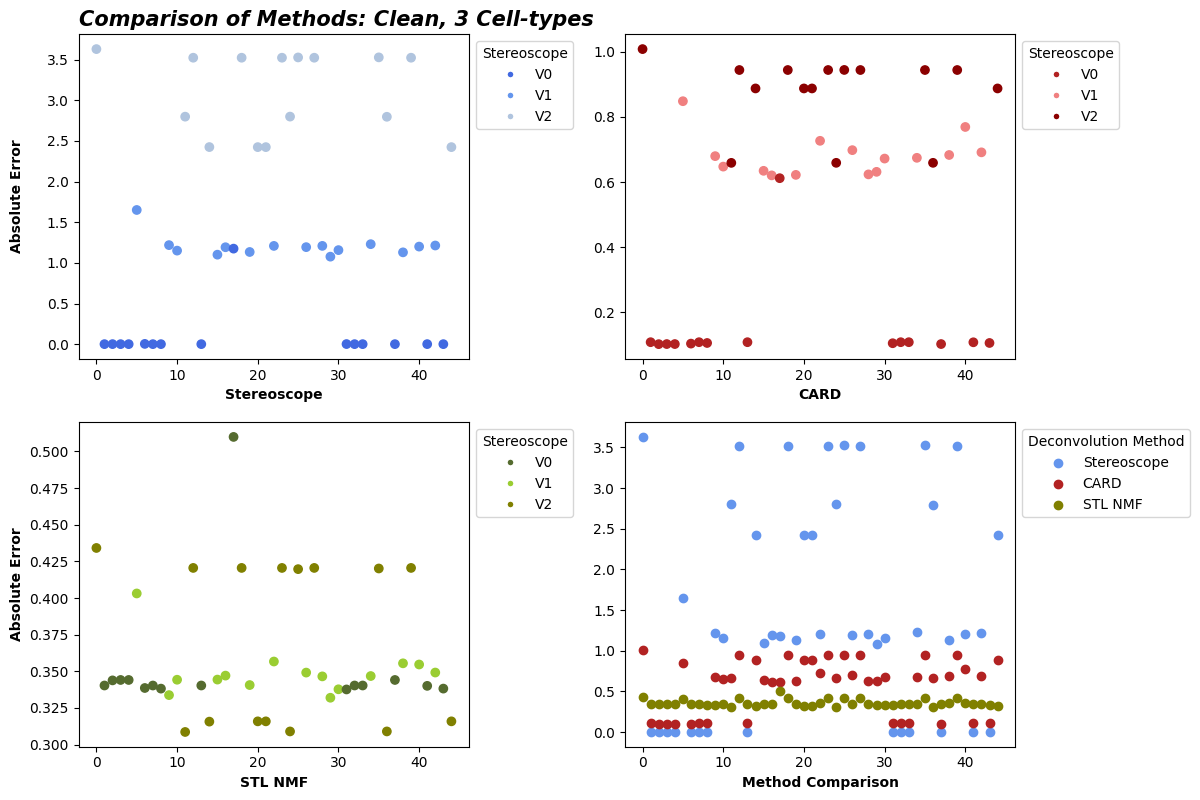 Comparison of Methods: Clean, 3 Cell-types
Absolute Error
3.5
3.0
2.5
2.0
1.5
1.0
0.5
0.0
0 10 20 30 40
Stereoscope
Stereoscope
V0
V1
V2
1.0
0.8
0.6
0.4
0.2
0 10 20 30 40
CARD
Stereoscope
V0
V1
V2
Absolute Error
0.500
0.475
0.450
0.425
0.400
0.375
0.350
0.325
0.300
0 10 20 30 40
STL NMF
Stereoscope
V0
V1
V2
3.5
3.0
2.5
2.0
1.5
1.0
0.5
0.0
0 10 20 30 40
Method Comparison
Deconvolution Method
Stereoscope
CARD
STL NMF